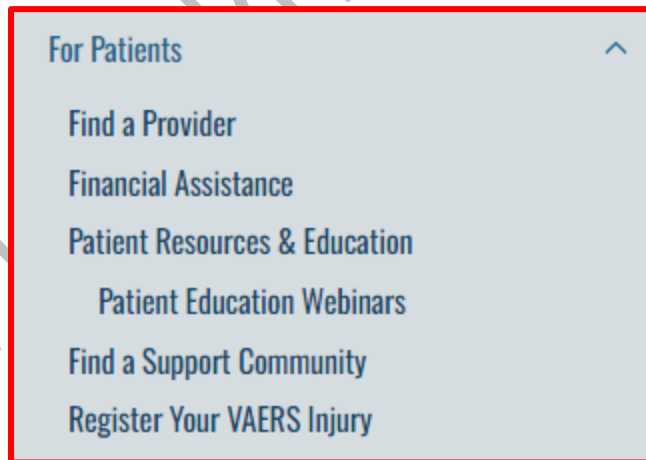 For Patients
Find a Provider
Financial Assistance
Patient Resources & Education
Patient Education Webinars
Find a Support Community
Register Your VAERS Injury